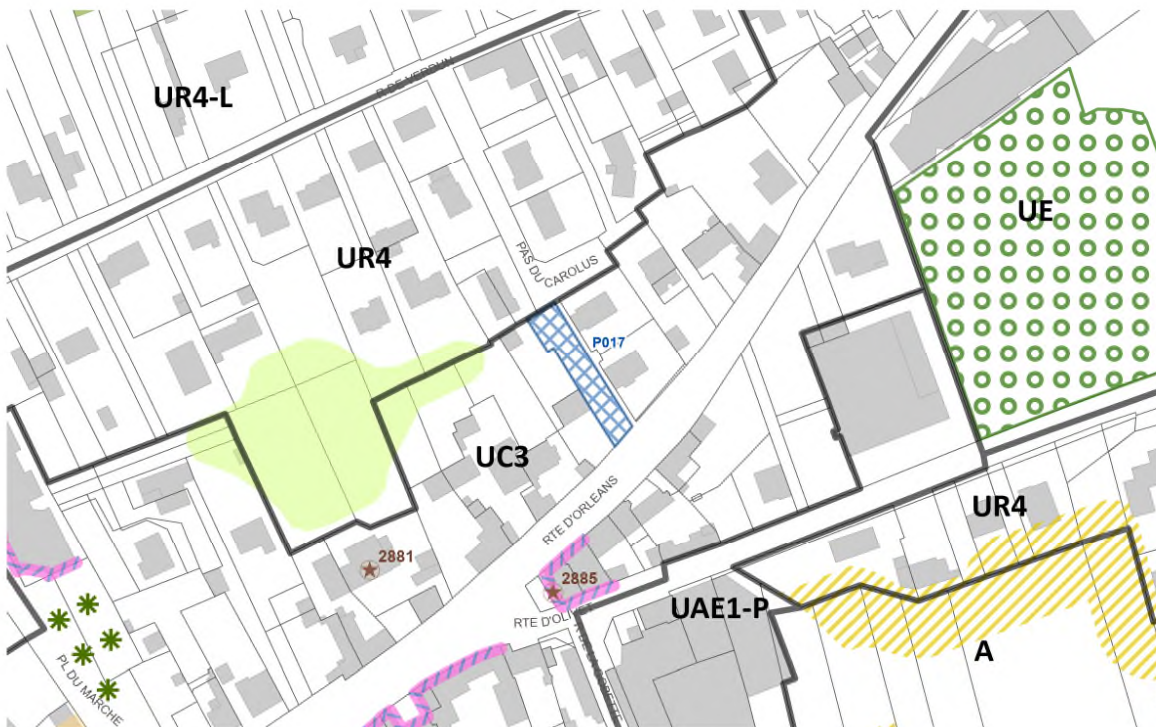 UR4-L
R DE VERDUN
UE
UR4
PAS DU
CAROLUS
P017
UC3
RTE D'ORLEANS
UR4
2881
2885
UAE1-P
RTE D'OLIVET
A
PL DU MARCHE